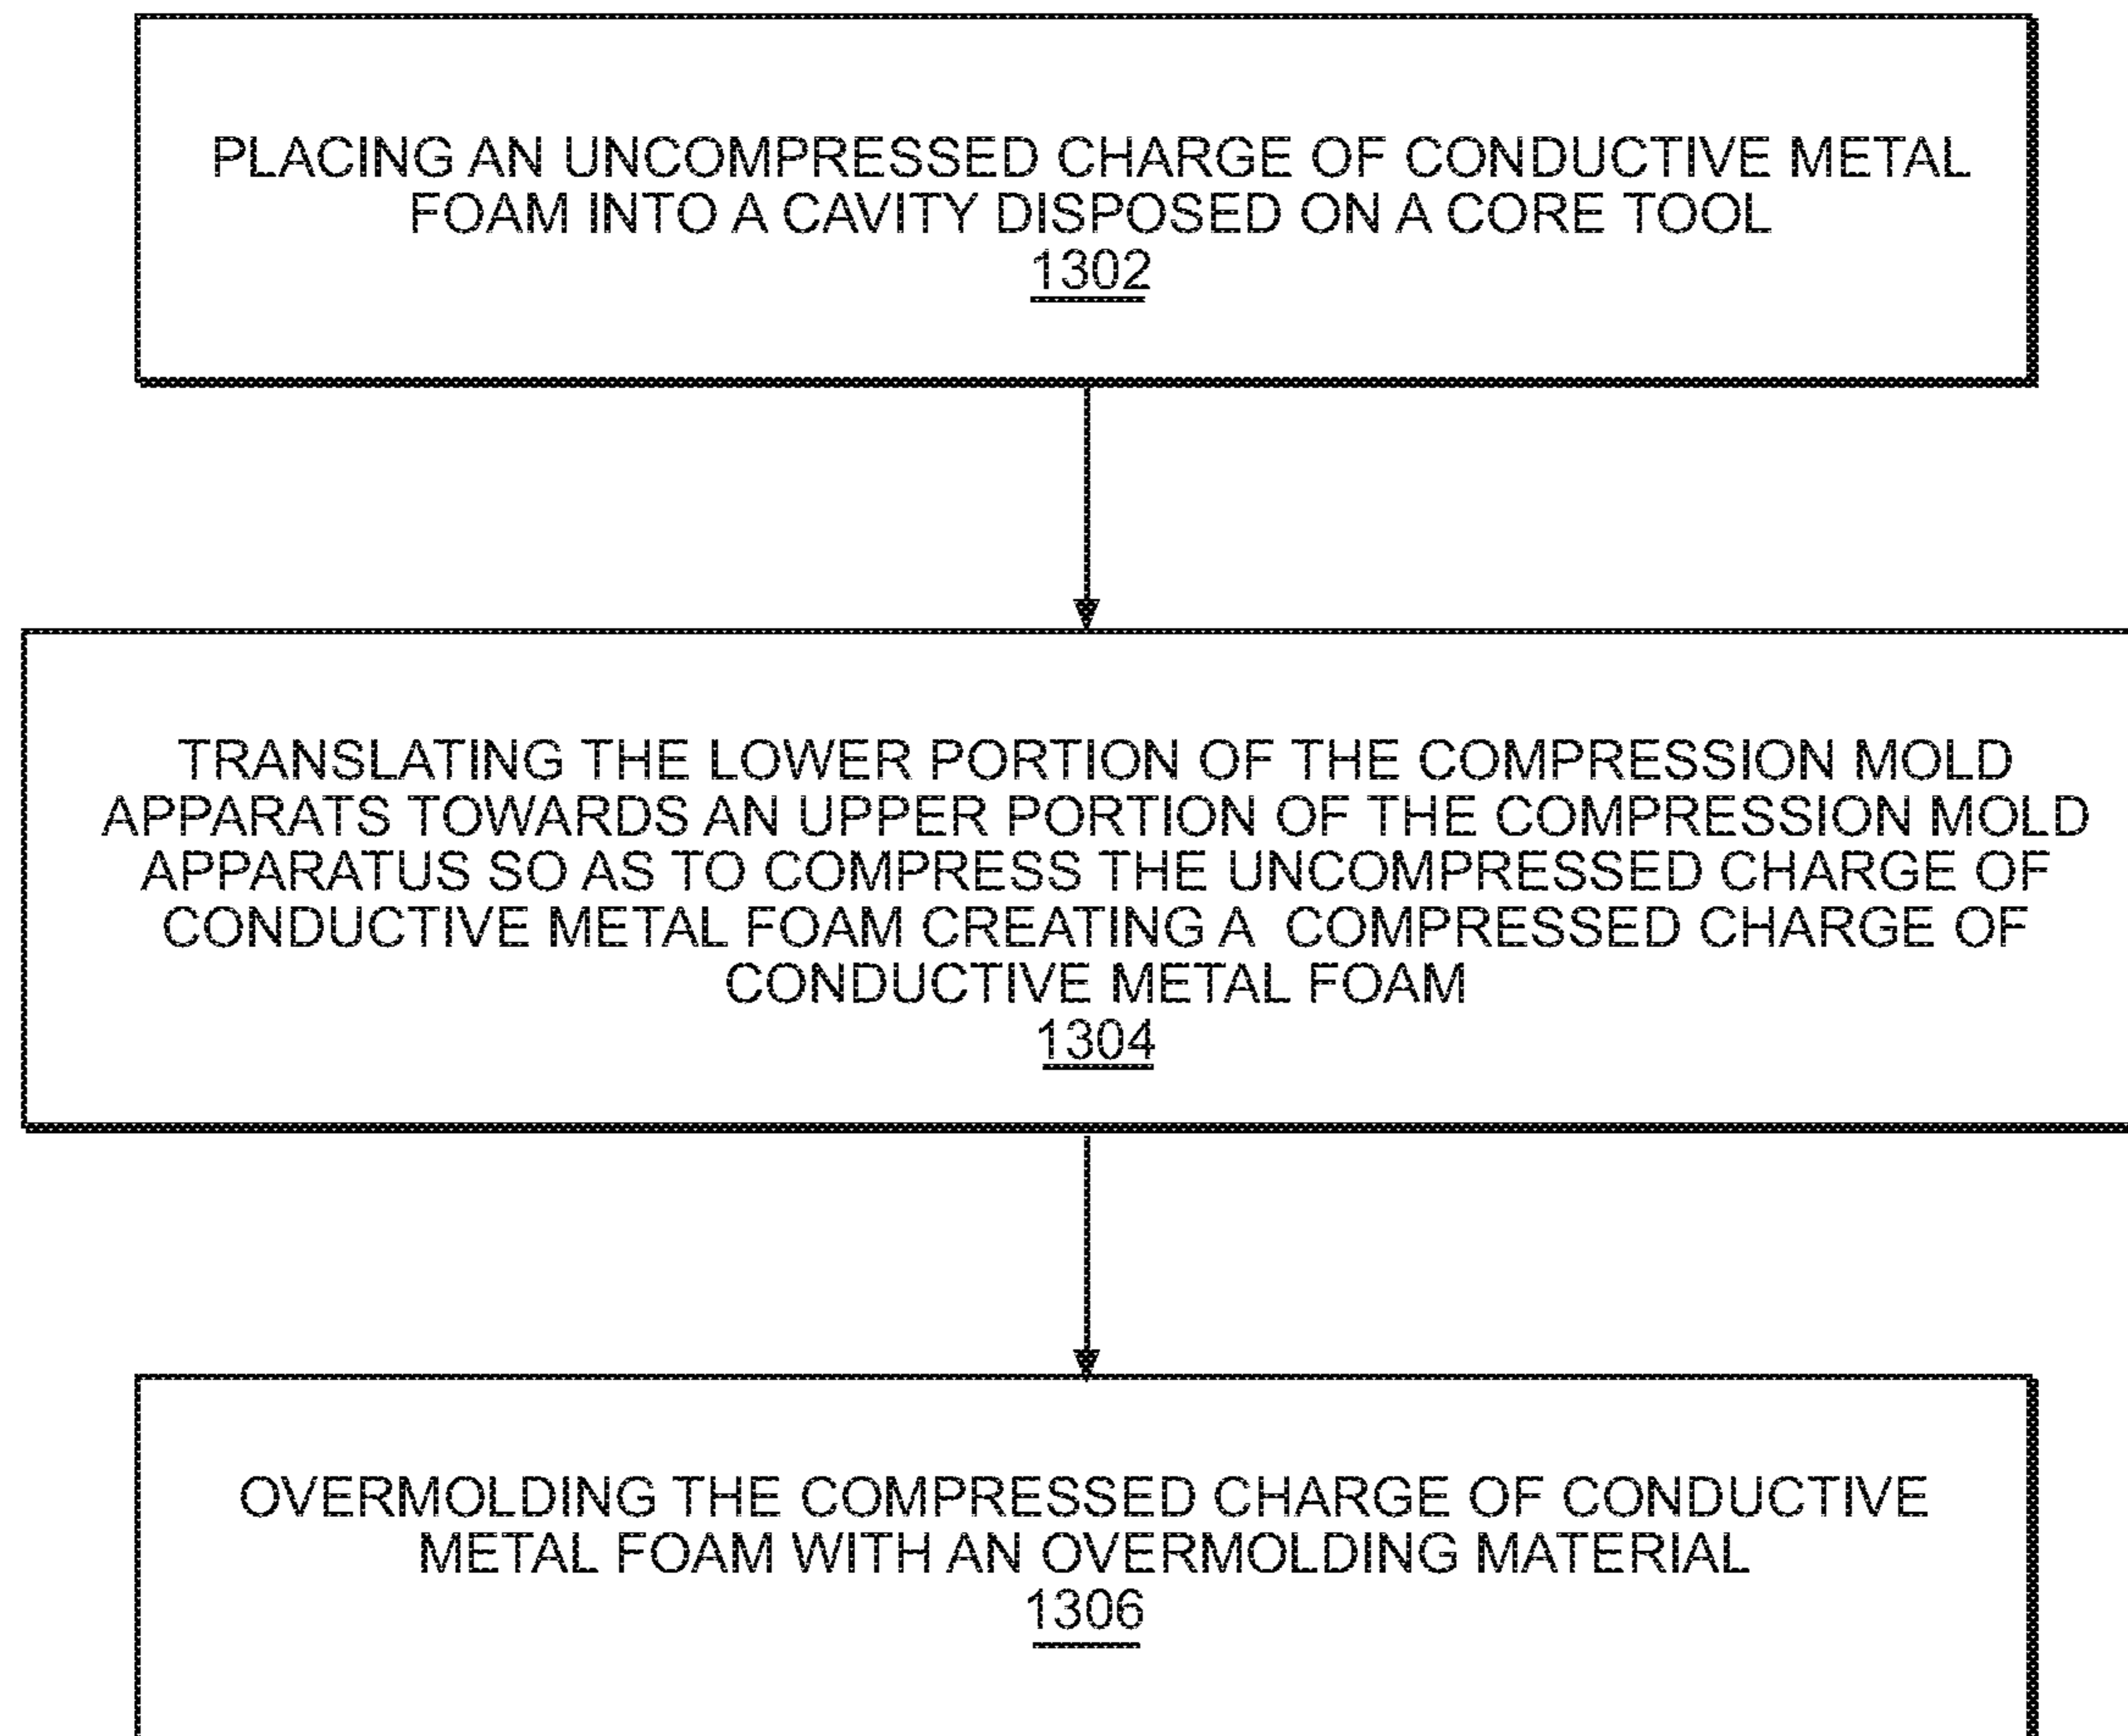 PLACING AN UNCOMPRESSED CHARGE OF CONDUCTIVE METAL
FOAM INTO A CAVITY DISPOSED ON A CORE TOOL
1302
TRANSLATING THE LOWER PORTION OF THE COMPRESSION MOLD
APPARATS TOWARDS AN UPPER PORTION OF THE COMPRESSION MOLD
APPARATUS SO AS TO COMPRESS THE UNCOMPRESSED CHARGE OF
CONDUCTIVE METAL FOAM CREATING A COMPRESSED CHARGE OF
CONDUCTIVE METAL FOAM
1304
OVERMOLDING THE COMPRESSED CHARGE OF CONDUCTIVE
METAL FOAM WITH AN OVERMOLDING MATERIAL
1306